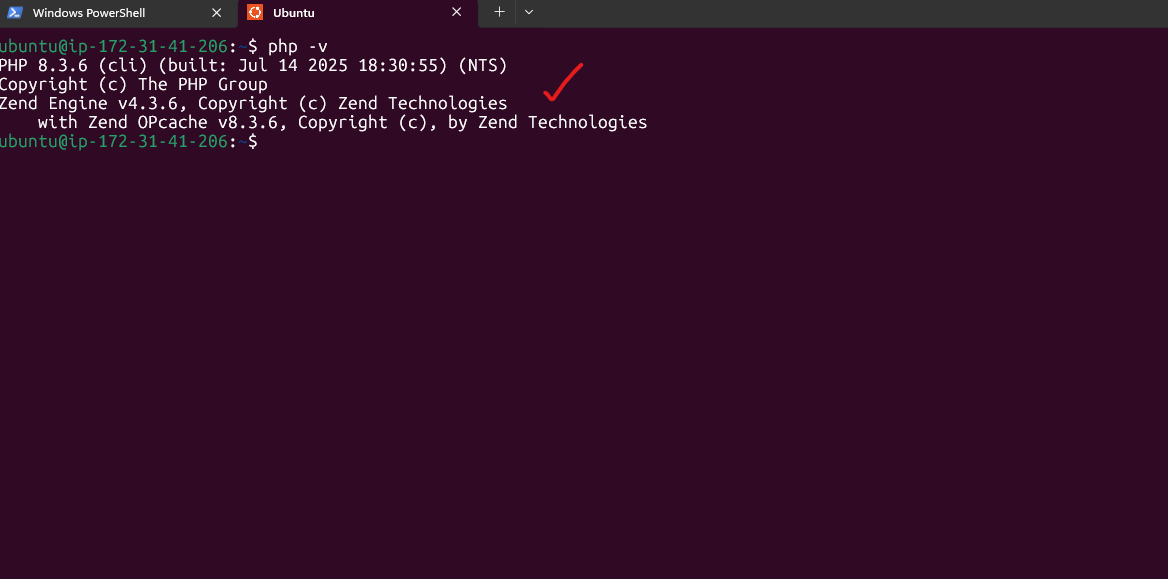 Windows PowerShell
Ubuntu
ubuntu@ip-172-31-41-206:~$ php -v
PHP 8.3.6 (cli) (built: Jul 14 2025 18:30:55) (NTS)
Copyright (c) The PHP Group
Zend Engine v4.3.6, Copyright (c) Zend Technologies
    with Zend OPcache v8.3.6, Copyright (c), by Zend Technologies
ubuntu@ip-172-31-41-206:~$